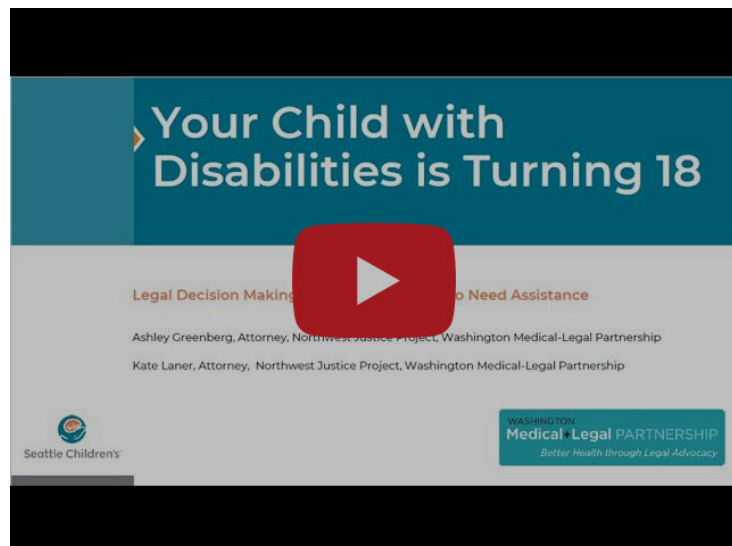 Your Child with
Disabilities is Turning 18
Legal Decision Making o Need Assistance
Ashley Greenberg, Attorney, Northwest Justice Project, Washington Medical-Legal Partnership
Kate Laner, Attorney, Northwest Justice Project, Washington Medical-Legal Partnership
Seattle Children's
WASHINGTON
Medical+Legal PARTNERSHIP
Better Health through Legal Advocacy